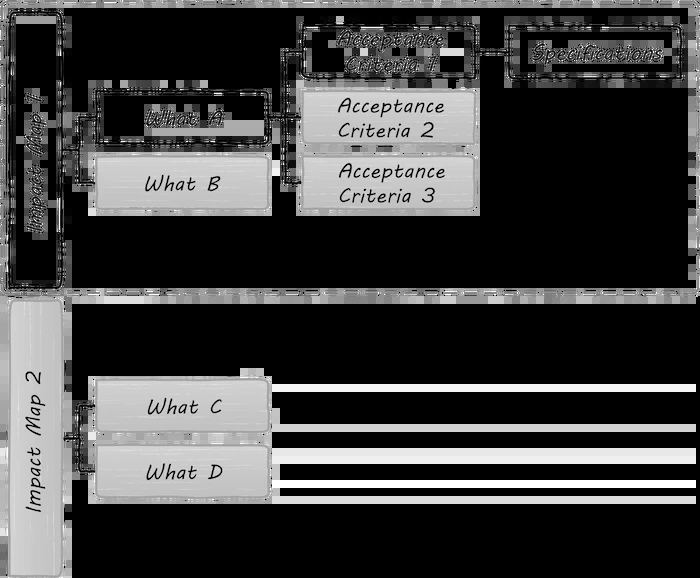 Impact Map 1
What A
What B
Acceptance
Criteria 1
Acceptance
Criteria 2
Acceptance
Criteria 3
Specifications
Impact Map 2
What C
What D